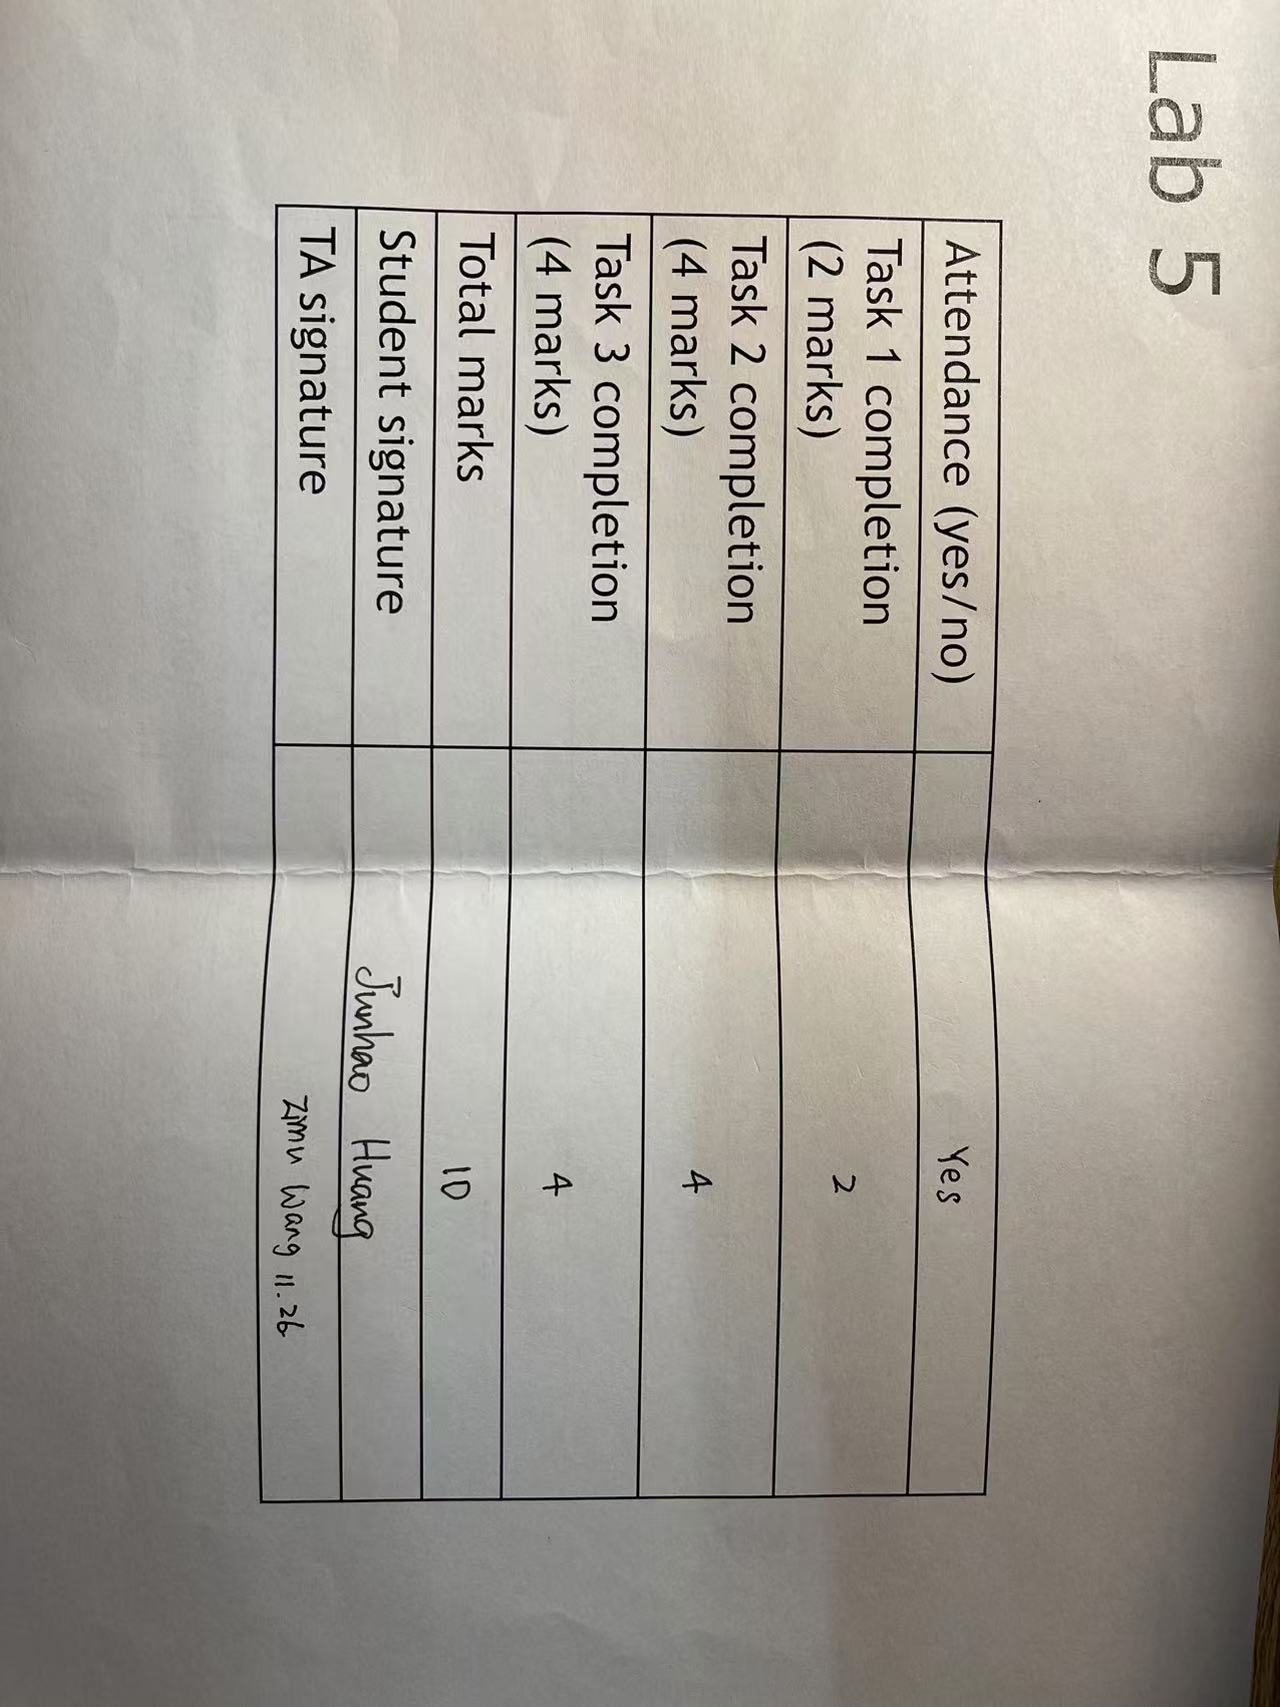 Lab 5
Attendance (yes/no) Yes
Task 1 completion
(2 marks) 2
Task 2 completion
(4 marks) 4
Task 3 completion
(4 marks) 4
Total marks 10
Student signature Junhao Huang
TA signature Zimu Wang 11.26